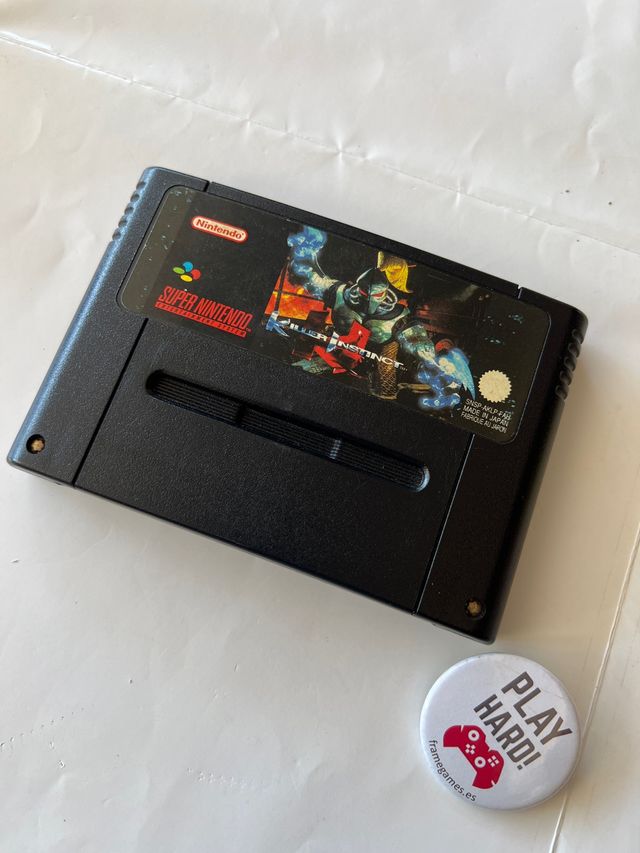 Nintendo
SUPER NINTENDO
ENTERTAINMENT SYSTEM
KILLER INSTINCT
SNSP-AKLP-FAH
MADE IN JAPAN
FABRIQUE AU JAPON
PLAY
HARD!
framegames.es